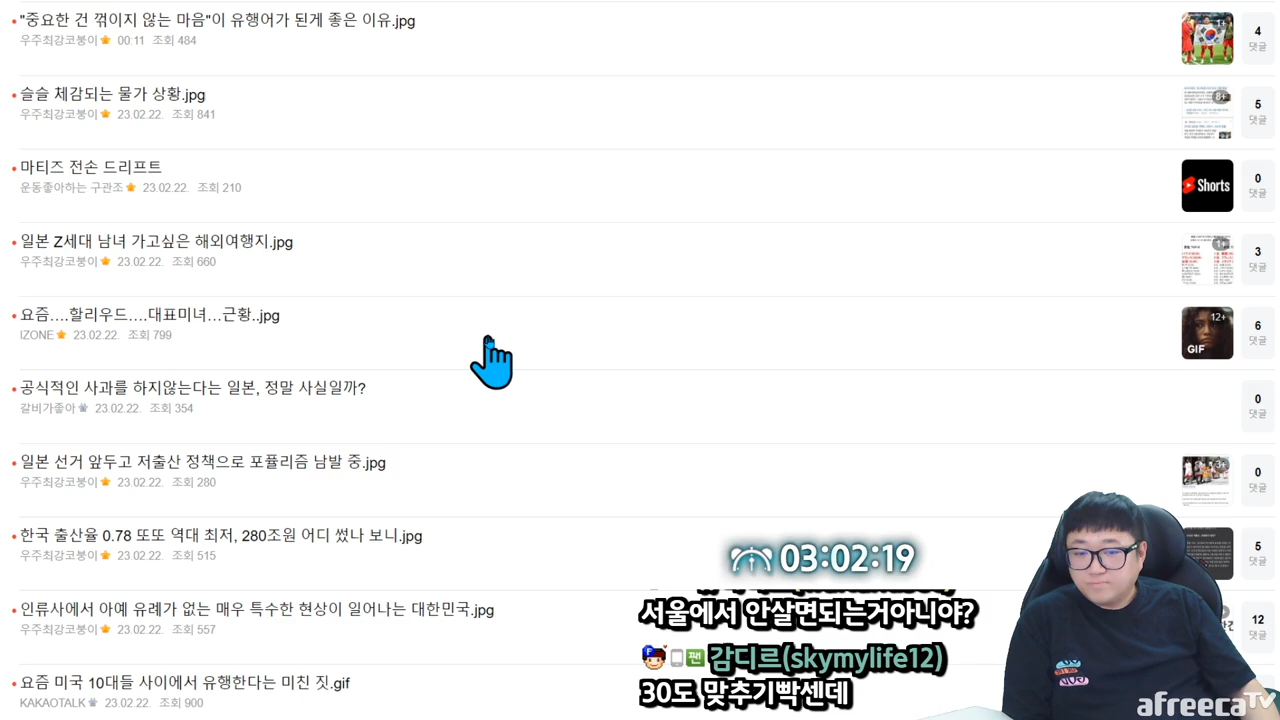 "중요한 건 꺾이지 않는 마음"이 유행어가 된게 좋은 이유.jpg
우주최강코봉이 00:11 조회 484
1+
4
댓글
슬슬 체감되는 물가 상황.jpg
우주최강코봉이 23.02.22. 조회 841
8+
5
댓글
마티즈 전손 드리프트
운동좋아하는 구관조 23.02.22. 조회 210
Shorts
0
댓글
일본 Z세대 남녀 가고싶은 해외여행지.jpg
우주최강코봉이 23.02.22. 조회 660
1+
3
댓글
요즘....할리우드....대표미녀...근황..jpg
IZONE 23.02.22. 조회 799
12+
GIF
6
댓글
공식적인 사과를 하지않는다는 일본, 정말 사실일까?
갈비가좋아 23.02.22. 조회 354
0
댓글
일본 선거 앞두고 저출산 정책으로 포퓰리즘 남발 중.jpg
우주최강코봉이 23.02.22. 조회 280
3+
0
댓글
한국 출산율 0.78 또또 역대 최저, 280조원 어디 썼나 보니.jpg
우주최강코봉이 23.02.22. 조회 515
5
댓글
03:02:19
인류사에서 아예 유례가 없는 매우 특수한 현상이 일어나는 대한민국.jpg
우주최강코봉이 23.02.22. 조회
12
댓글
서울에서 안살면되는거아니야?
F 팬 감디르(skymylife12)
30도 맞추기빡센데
미국 10대들 사이에서 유행한다는 미친 짓.gif
조회 900
afreecaTV